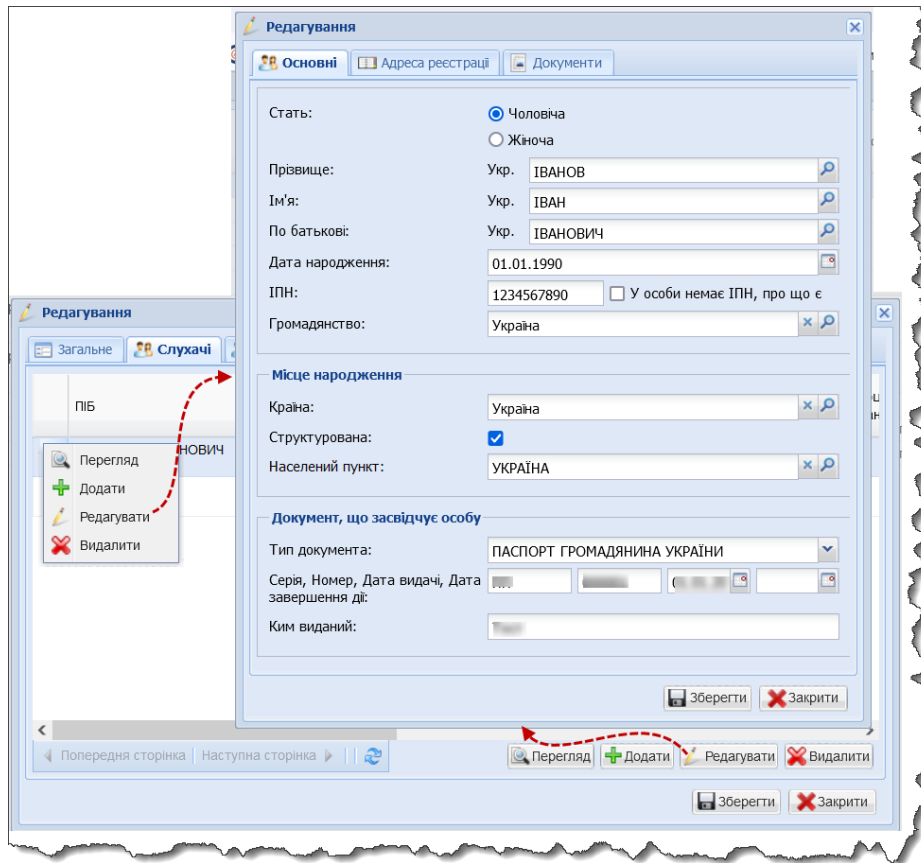 Редагування
Основні
Адреса реєстрації
Документи
Стать:
Чоловіча
Жіноча
Прізвище:
Укр.
ІВАНОВ
Ім'я:
Укр.
ІВАН
По батькові:
Укр.
ІВАНОВИЧ
Дата народження:
01.01.1990
ІПН:
1234567890
У особи немає ІПН, про що є
Громадянство:
Україна
Місце народження
Країна:
Україна
Структурована:
Населений пункт:
УКРАЇНА
Документ, що засвідчує особу
Тип документа:
ПАСПОРТ ГРОМАДЯНИНА УКРАЇНИ
Серія, Номер, Дата видачі, Дата
завершення дії:
Ким виданий:
Зберегти
Закрити
Редагування
Загальне
Слухачі
ПІБ
НОВИЧ
Перегляд
Додати
Редагувати
Видалити
Попередня сторінка
Наступна сторінка
Перегляд
Додати
Редагувати
Видалити
Зберегти
Закрити